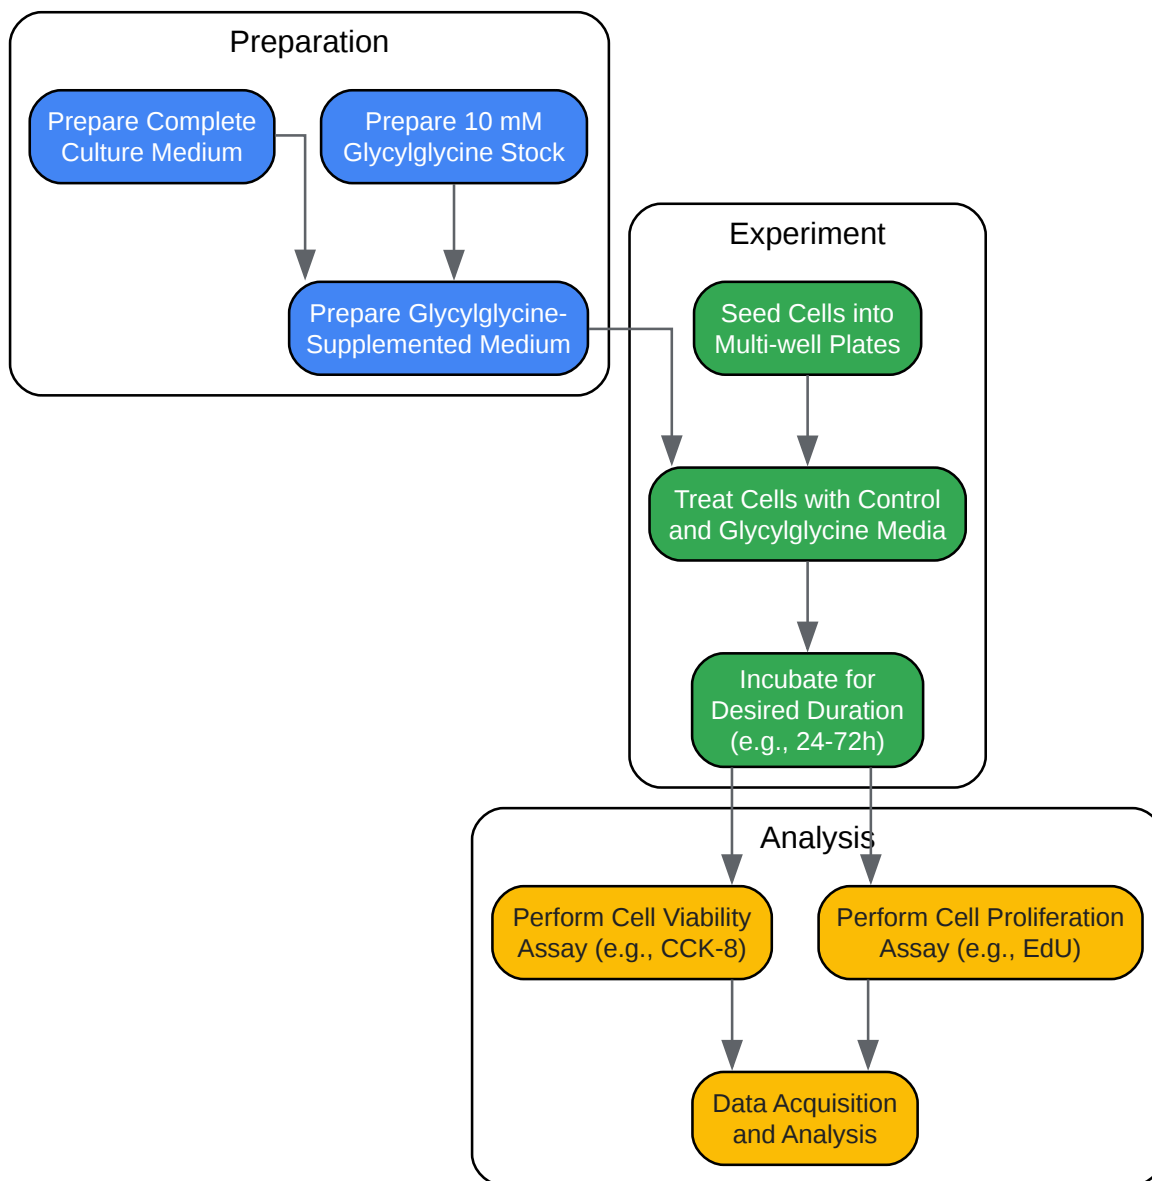 Preparation
Prepare Complete
Culture Medium
Prepare 10 mM
Glycylglycine Stock
Prepare Glycylglycine-
Supplemented Medium
Experiment
Seed Cells into
Multi-well Plates
Treat Cells with Control
and Glycylglycine Media
Incubate for
Desired Duration
(e.g., 24-72h)
Analysis
Perform Cell Viability
Assay (e.g., CCK-8)
Perform Cell Proliferation
Assay (e.g., EdU)
Data Acquisition
and Analysis